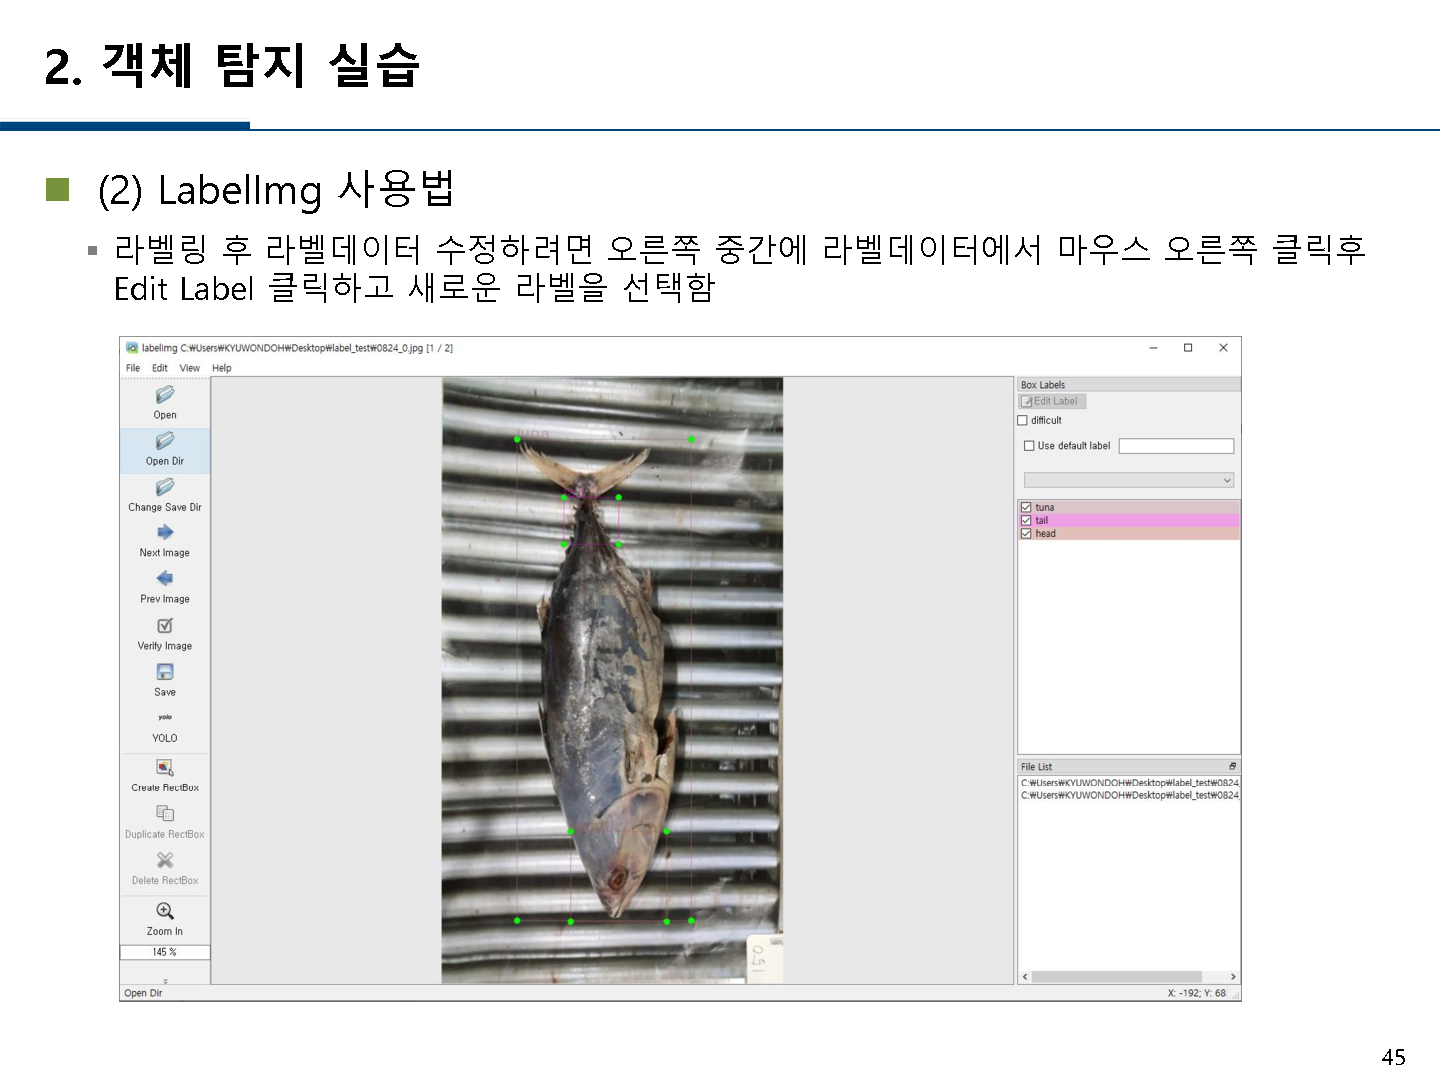 2. 객체 탐지 실습
(2) LabelImg 사용법
라벨링 후 라벨데이터 수정하려면 오른쪽 중간에 라벨데이터에서 마우스 오른쪽 클릭후
Edit Label 클릭하고 새로운 라벨을 선택함
labelImg C:₩Users₩KYUWONDOH₩Desktop₩label_test₩0824_0.jpg [1 / 2]
File Edit View Help
Open
Open Dir
Change Save Dir
Next Image
Prev Image
Verify Image
Save
yolo
YOLO
Create RectBox
Duplicate RectBox
Delete RectBox
Zoom In
145 %
Open Dir
tuna
051
Box Labels
Edit Label
difficult
Use default label
tuna
tail
head
File List
C:₩Users₩KYUWONDOH₩Desktop₩label_test₩0824_
C:₩Users₩KYUWONDOH₩Desktop₩label_test₩0824_
X: -192; Y: 68
45